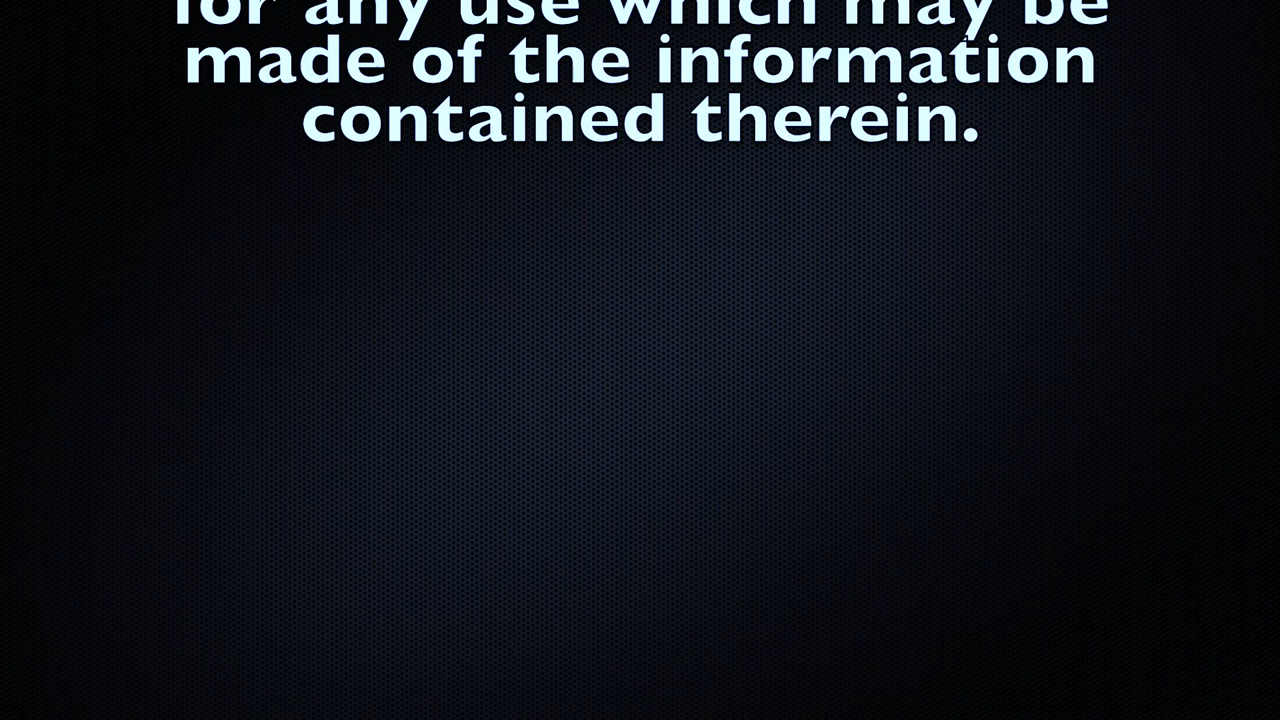 for any use which may be
made of the information
contained therein.